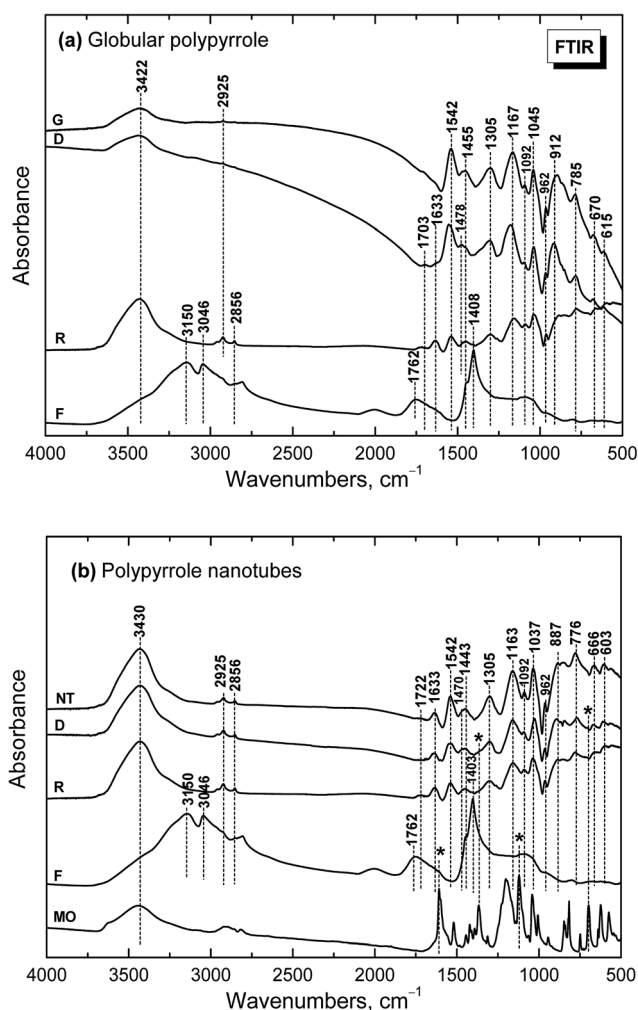 (a) Globular polypyrrole
FTIR
3422
2925
1542
1455
1305
1167
1092
1045
962
912
785
670
615
1703
1633
1478
3150
3046
2856
1762
1408
G
D
R
F
Absorbance
4000 3500 3000 2500 2000 1500 1000 500
Wavenumbers, cm⁻¹
(b) Polypyrrole nanotubes
3430
2925
2856
1722
1633
1542
1470
1443
1305
1163
1092
1037
962
887
776
666
603
3150
3046
1762
1403
*
*
*
*
NT
D
R
F
MO
Absorbance
4000 3500 3000 2500 2000 1500 1000 500
Wavenumbers, cm⁻¹